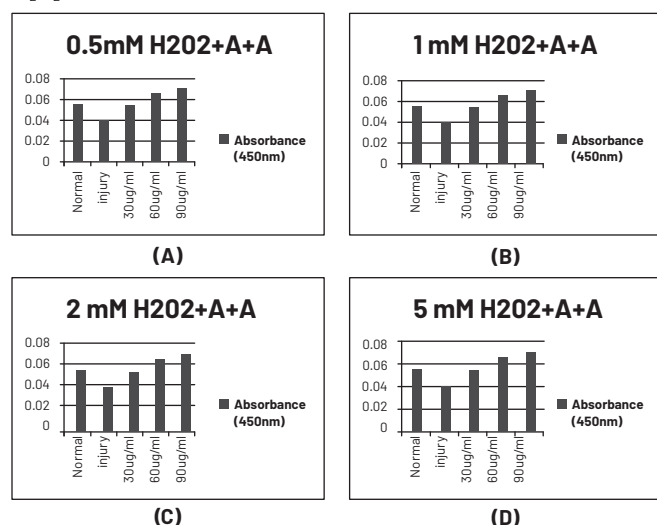 0.5mM H2O2+A+A
0.08
0.06
0.04
0.02
0
Normal
injury
30ug/ml
60ug/ml
90ug/ml
Absorbance
(450nm)
(A)
1 mM H2O2+A+A
0.08
0.06
0.04
0.02
0
Normal
injury
30ug/ml
60ug/ml
90ug/ml
Absorbance
(450nm)
(B)
2 mM H2O2+A+A
0.08
0.06
0.04
0.02
0
Normal
injury
30ug/ml
60ug/ml
90ug/ml
Absorbance
(450nm)
(C)
5 mM H2O2+A+A
0.08
0.06
0.04
0.02
0
Normal
injury
30ug/ml
60ug/ml
90ug/ml
Absorbance
(450nm)
(D)